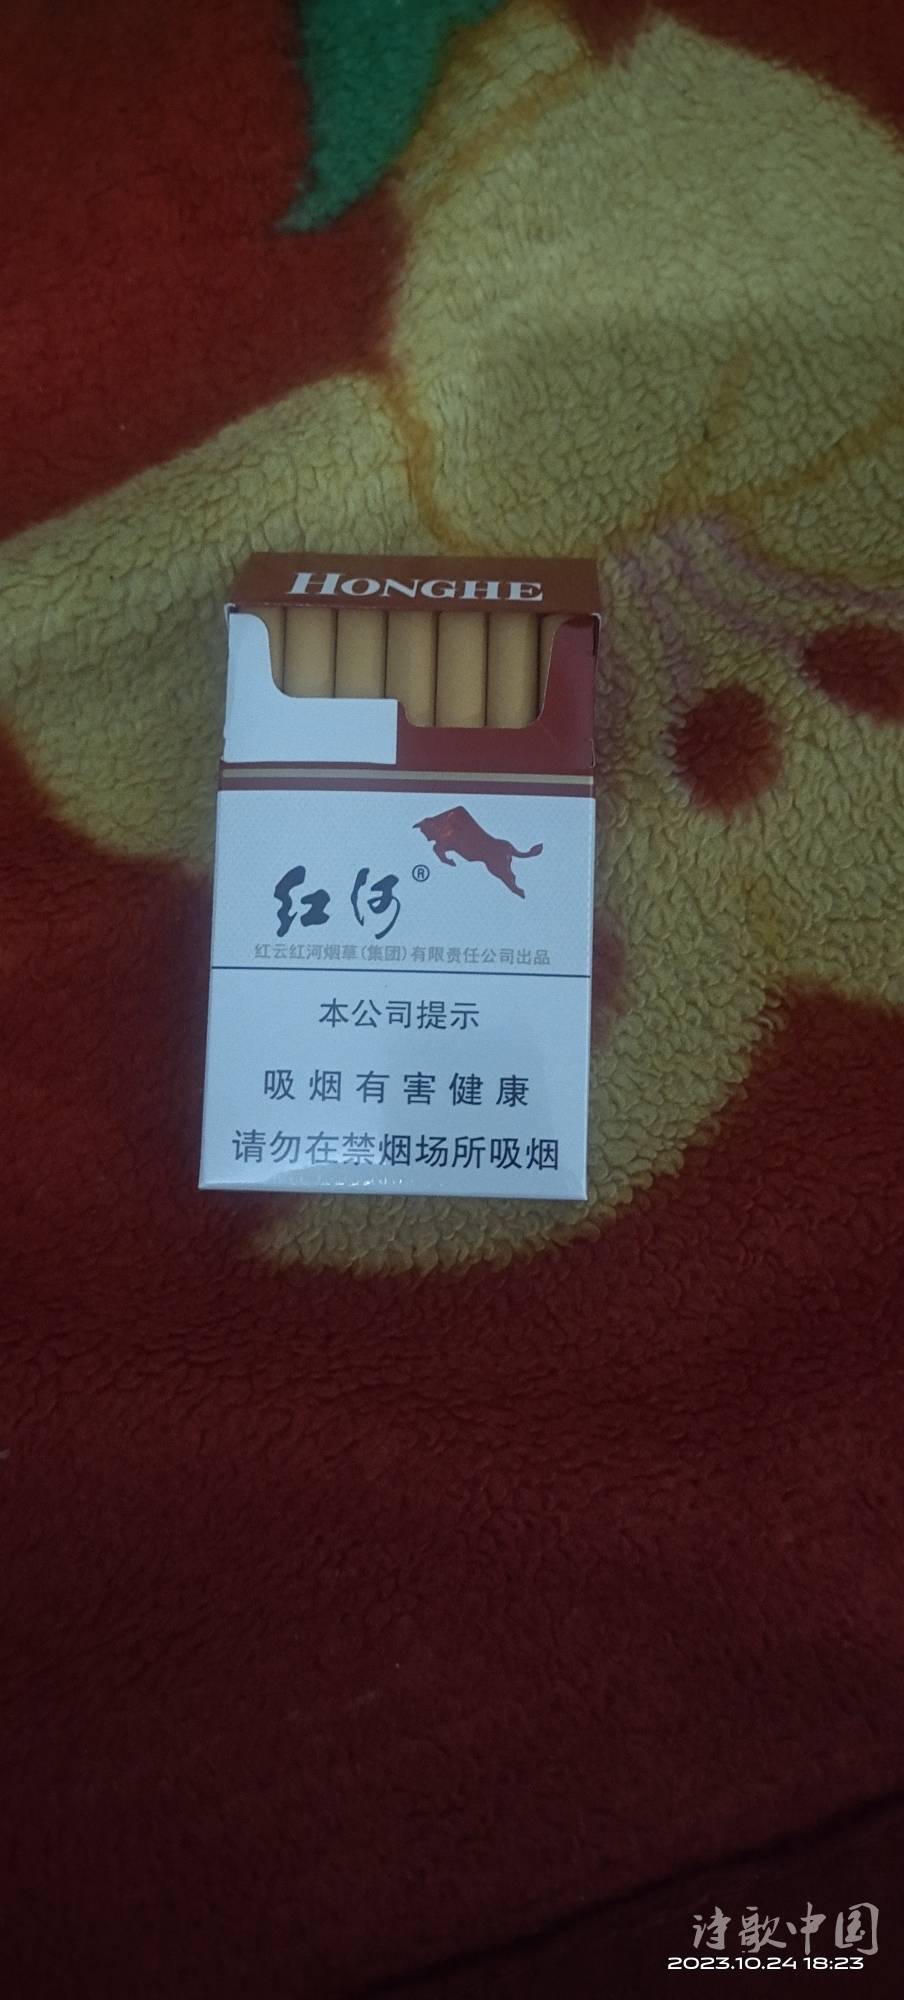 HONGHE
红河®
红云红河烟草(集团)有限责任公司出品
本公司提示
吸烟有害健康
请勿在禁烟场所吸烟
诗歌中国
2023.10.24 18:23